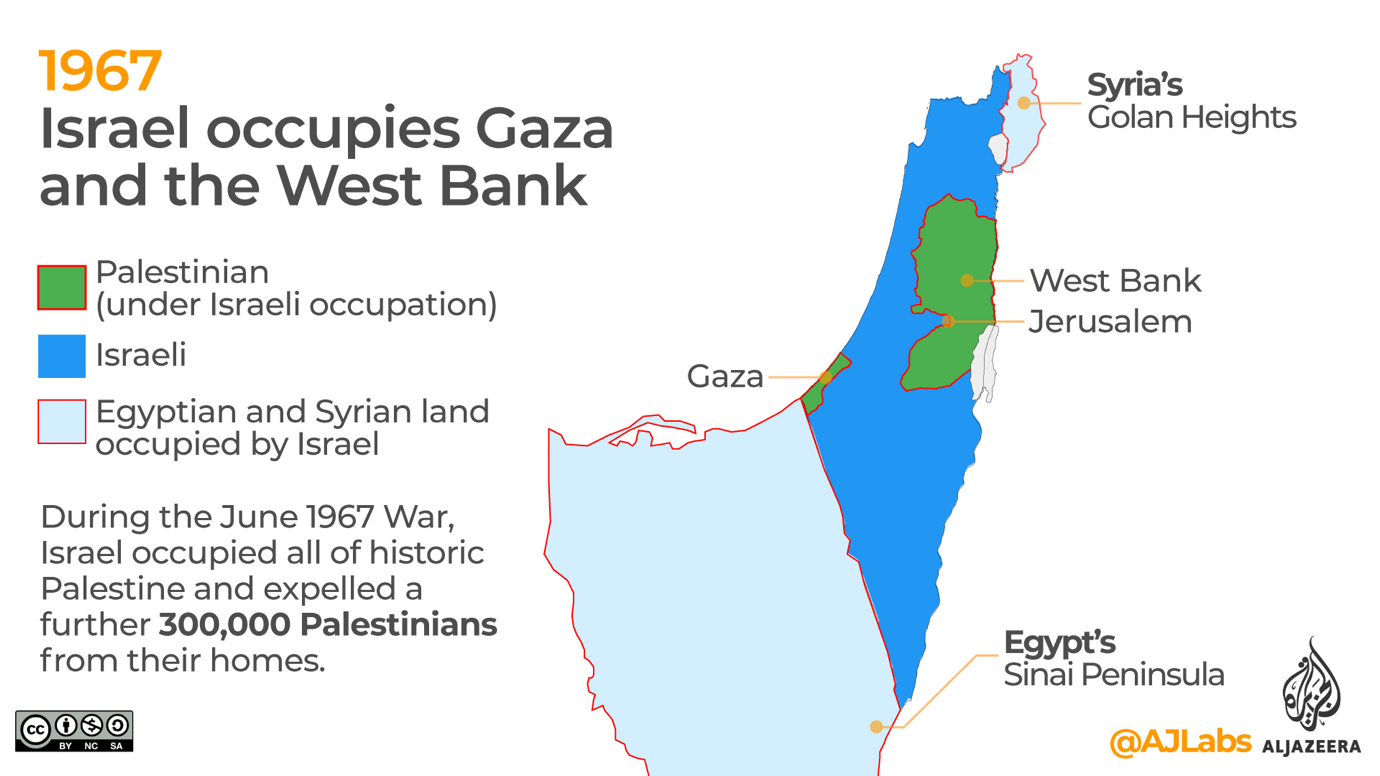 1967
Israel occupies Gaza
and the West Bank
Palestinian
(under Israeli occupation)
Israeli
Egyptian and Syrian land
occupied by Israel
During the June 1967 War,
Israel occupied all of historic
Palestine and expelled a
further 300,000 Palestinians
from their homes.
Syria's
Golan Heights
West Bank
Jerusalem
Gaza
Egypt's
Sinai Peninsula
cc
BY NC SA
@AJLabs
الجزيرة
ALJAZEERA